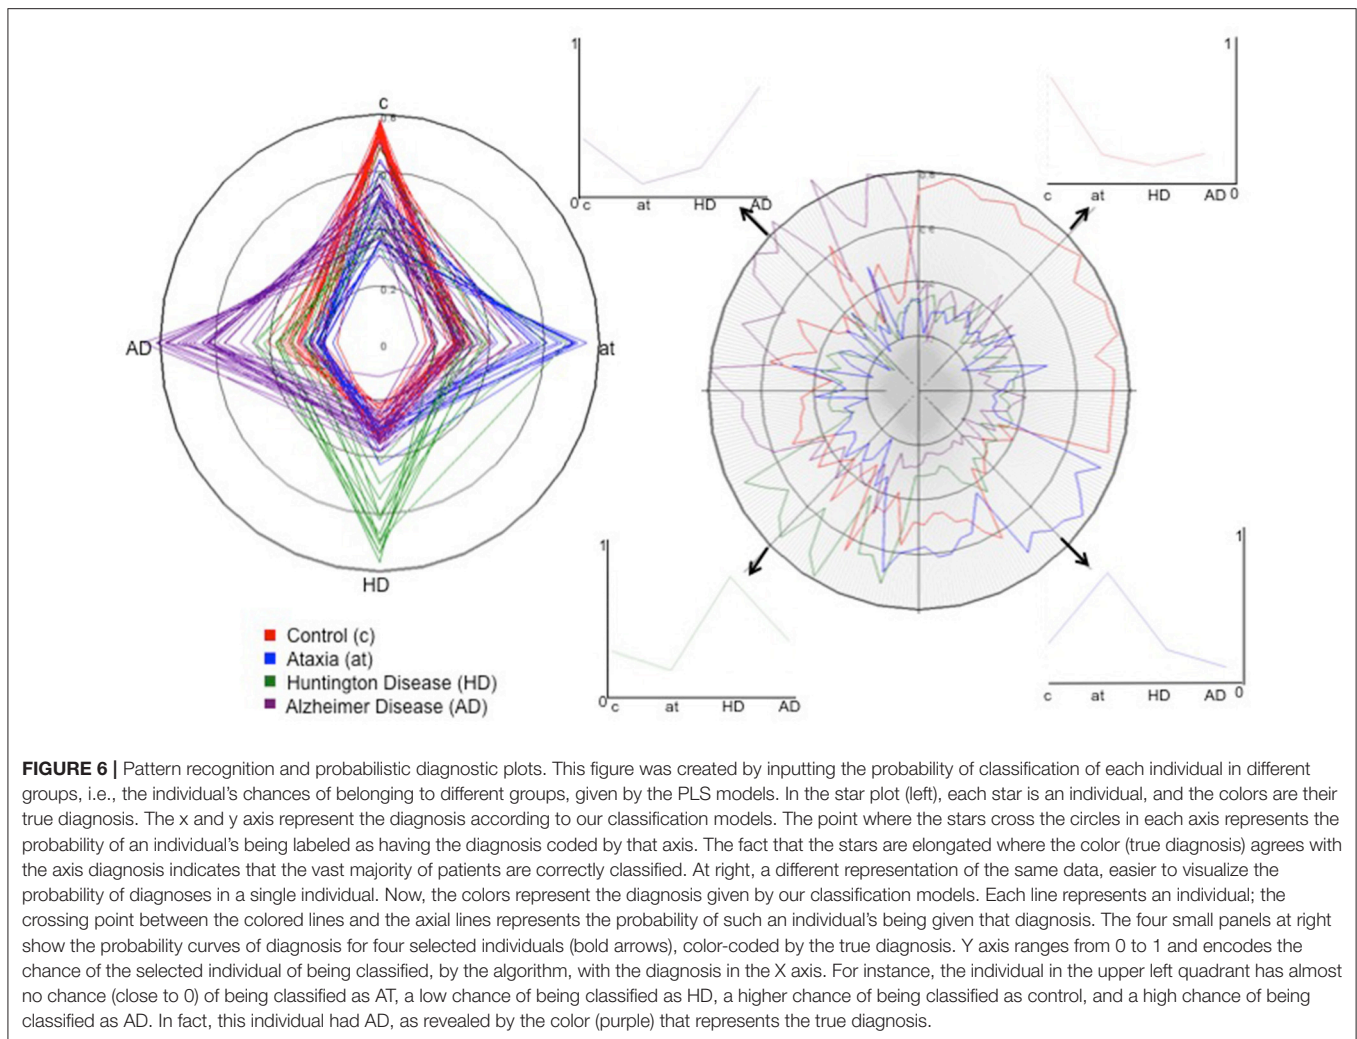 1
0 c at HD AD
1
c at HD AD 0
c
0.8
0.2
0
AD
at
HD
0.8
1
0 c at HD AD
1
c at HD AD 0
Control (c)
Ataxia (at)
Huntington Disease (HD)
Alzheimer Disease (AD)
FIGURE 6 | Pattern recognition and probabilistic diagnostic plots. This figure was created by inputting the probability of classification of each individual in different
groups, i.e., the individual's chances of belonging to different groups, given by the PLS models. In the star plot (left), each star is an individual, and the colors are their
true diagnosis. The x and y axis represent the diagnosis according to our classification models. The point where the stars cross the circles in each axis represents the
probability of an individual's being labeled as having the diagnosis coded by that axis. The fact that the stars are elongated where the color (true diagnosis) agrees with
the axis diagnosis indicates that the vast majority of patients are correctly classified. At right, a different representation of the same data, easier to visualize the
probability of diagnoses in a single individual. Now, the colors represent the diagnosis given by our classification models. Each line represents an individual; the
crossing point between the colored lines and the axial lines represents the probability of such an individual's being given that diagnosis. The four small panels at right
show the probability curves of diagnosis for four selected individuals (bold arrows), color-coded by the true diagnosis. Y axis ranges from 0 to 1 and encodes the
chance of the selected individual of being classified, by the algorithm, with the diagnosis in the X axis. For instance, the individual in the upper left quadrant has almost
no chance (close to 0) of being classified as AT, a low chance of being classified as HD, a higher chance of being classified as control, and a high chance of being
classified as AD. In fact, this individual had AD, as revealed by the color (purple) that represents the true diagnosis.